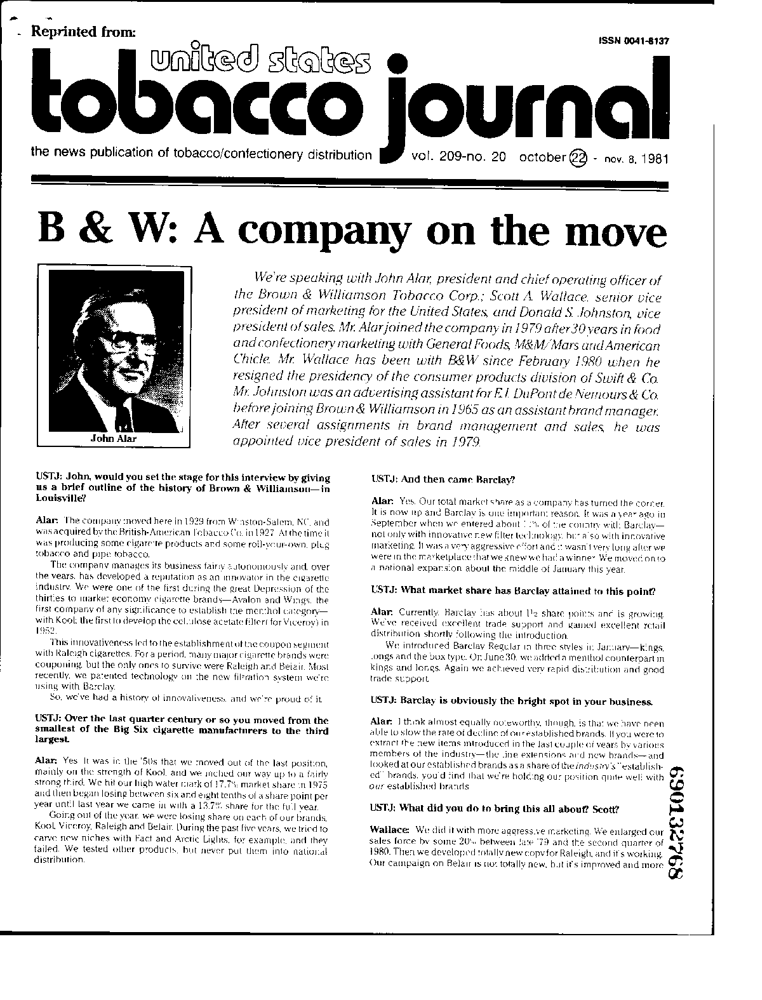 Reprinted from:
ISSN 0041-8137
united states
tobacco journal
the news publication of tobacco/confectionery distribution
vol. 209-no. 20 october 22 - nov. 8, 1981
B & W: A company on the move
We're speaking with John Alar, president and chief operating officer of
the Brown & Williamson Tobacco Corp.; Scott A. Wallace, senior vice
president of marketing for the United States, and Donald S. Johnston, vice
president of sales. Mr. Alar joined the company in 1979 after 30 years in food
and confectionery marketing with General Foods, M&M/Mars and American
Chicle. Mr. Wallace has been with B&W since February 1980 when he
resigned the presidency of the consumer products division of Swift & Co.
Mr. Johnston was an advertising assistant for E.I. DuPont de Nemours & Co.
before joining Brown & Williamson in 1965 as an assistant brand manager.
After several assignments in brand management and sales, he was
appointed vice president of sales in 1979.
John Alar
USTJ: John, would you set the stage for this interview by giving
us a brief outline of the history of Brown & Williamson—in
Louisville?
Alar: The company moved here in 1929 from Winston-Salem, NC, and
was acquired by the British-American Tobacco Co. in 1927. At the time it
was producing some cigarette products and some roll-your-own, plug
tobacco and pipe tobacco.
The company manages its business fairly autonomously and, over
the years, has developed a reputation as an innovator in the cigarette
industry. We were one of the first during the great Depression of the
thirties to market economy cigarette brands—Avalon and Wings, the
first company of any significance to establish the menthol category—
with Kool, the first to develop the cellulose acetate filter (for Viceroy) in
1952.
This innovativeness led to the establishment of the coupon segment
with Raleigh cigarettes. For a period, many major cigarette brands were
couponing, but the only ones to survive were Raleigh and Belair. Most
recently, we patented technology on the new filtration system we're
using with Barclay.
So, we've had a history of innovativeness, and we're proud of it.
USTJ: Over the last quarter century or so you moved from the
smallest of the Big Six cigarette manufacturers to the third
largest.
Alar: Yes. It was in the '50s that we moved out of the last position,
mainly on the strength of Kool, and we inched our way up to a fairly
strong third. We hit our high water mark of 17.7% market share in 1975
and then began losing between six and eight tenths of a share point per
year until last year we came in with a 13.7% share for the full year.
Going out of the year, we were losing share on each of our brands,
Kool, Viceroy, Raleigh and Belair. During the past five years, we tried to
carve new niches with Fact and Arctic Lights, for example, and they
failed. We tested other products, but never put them into national
distribution.
USTJ: And then came Barclay?
Alar: Yes. Our total market share as a company has turned the corner.
It is now up and Barclay is one important reason. It was a year ago in
September when we entered about of the country with Barclay—
not only with innovative new filter technology, but also with innovative
marketing. It was a very aggressive effort and it wasn't very long after we
were in the marketplace that we knew we had a winner. We moved on to
a national expansion about the middle of January this year.
USTJ: What market share has Barclay attained to this point?
Alar: Currently, Barclay has about share points and is growing.
We've received excellent trade support and gained excellent retail
distribution shortly following the introduction.
We introduced Barclay Regular in three styles in January—kings,
longs and the box type. On June 30, we added a menthol counterpart in
kings and longs. Again we achieved very rapid distribution and good
trade support.
USTJ: Barclay is obviously the bright spot in your business.
Alar: I think almost equally noteworthy, though, is that we have been
able to slow the rate of decline of our established brands. If you were to
extract the new items introduced in the last couple of years by various
members of the industry—the line extensions and new brands—and
looked at our established brands as a share of the industry's "establish-
ed" brands, you'd find that we're holding our position quite well with
our established brands.
USTJ: What did you do to bring this all about? Scott?
Wallace: We did it with more aggressive marketing. We enlarged our
sales force by some 20% between late '79 and the second quarter of
1980. Then we developed totally new copy for Raleigh, and it's working.
Our campaign on Belair is not totally new, but it's improved and more
690132768